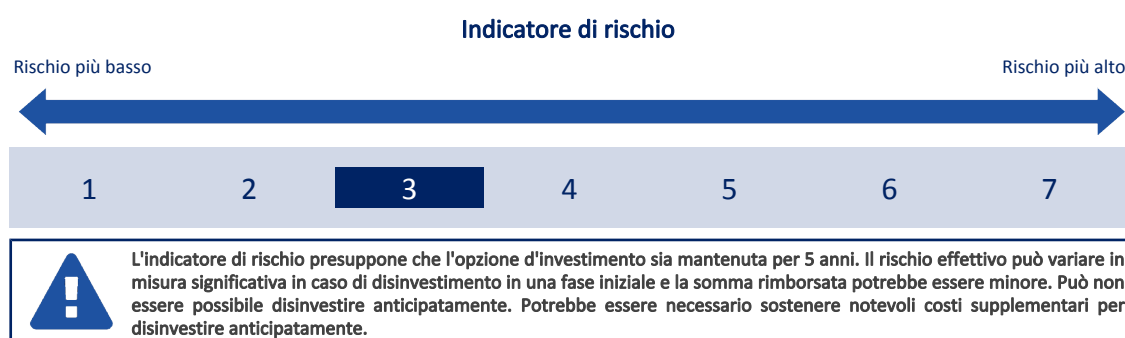 Indicatore di rischio
Rischio più basso
Rischio più alto
1 2 3 4 5 6 7
L'indicatore di rischio presuppone che l'opzione d'investimento sia mantenuta per 5 anni. Il rischio effettivo può variare in
misura significativa in caso di disinvestimento in una fase iniziale e la somma rimborsata potrebbe essere minore. Può non
essere possibile disinvestire anticipatamente. Potrebbe essere necessario sostenere notevoli costi supplementari per
disinvestire anticipatamente.